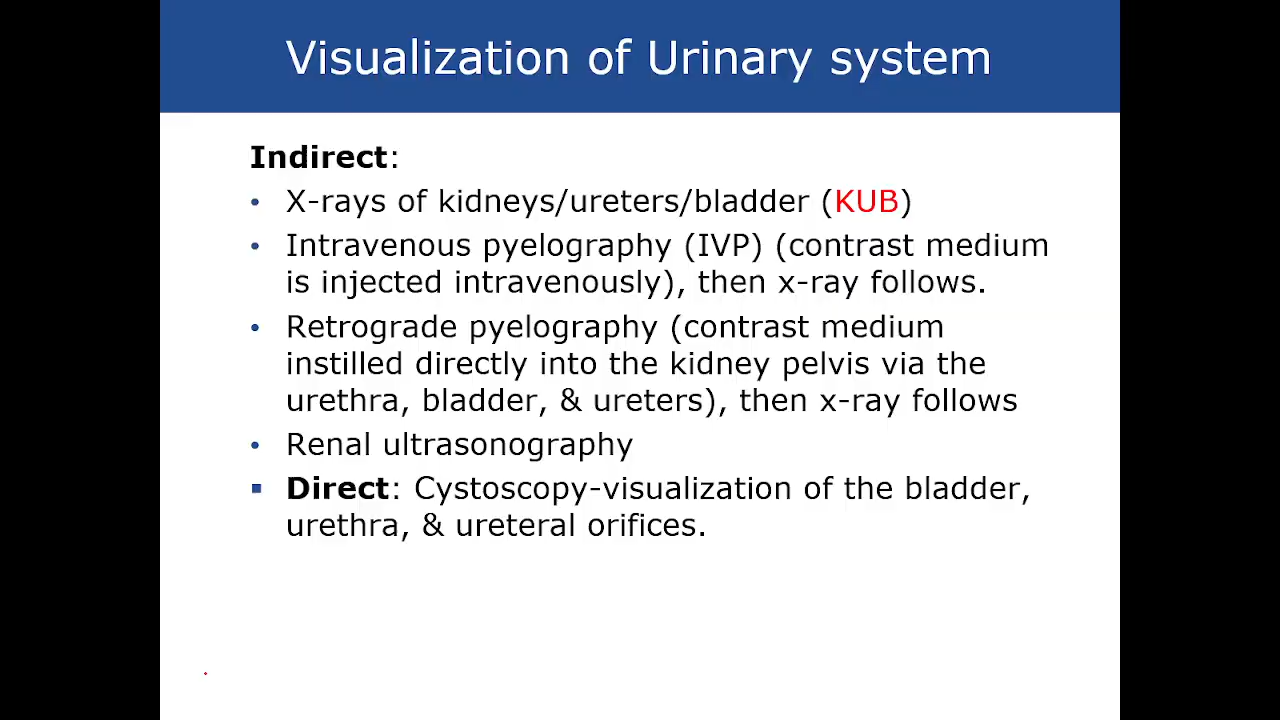 Visualization of Urinary system
Indirect:
• X-rays of kidneys/ureters/bladder (KUB)
• Intravenous pyelography (IVP) (contrast medium
is injected intravenously), then x-ray follows.
• Retrograde pyelography (contrast medium
instilled directly into the kidney pelvis via the
urethra, bladder, & ureters), then x-ray follows
• Renal ultrasonography
▪ Direct: Cystoscopy-visualization of the bladder,
urethra, & ureteral orifices.